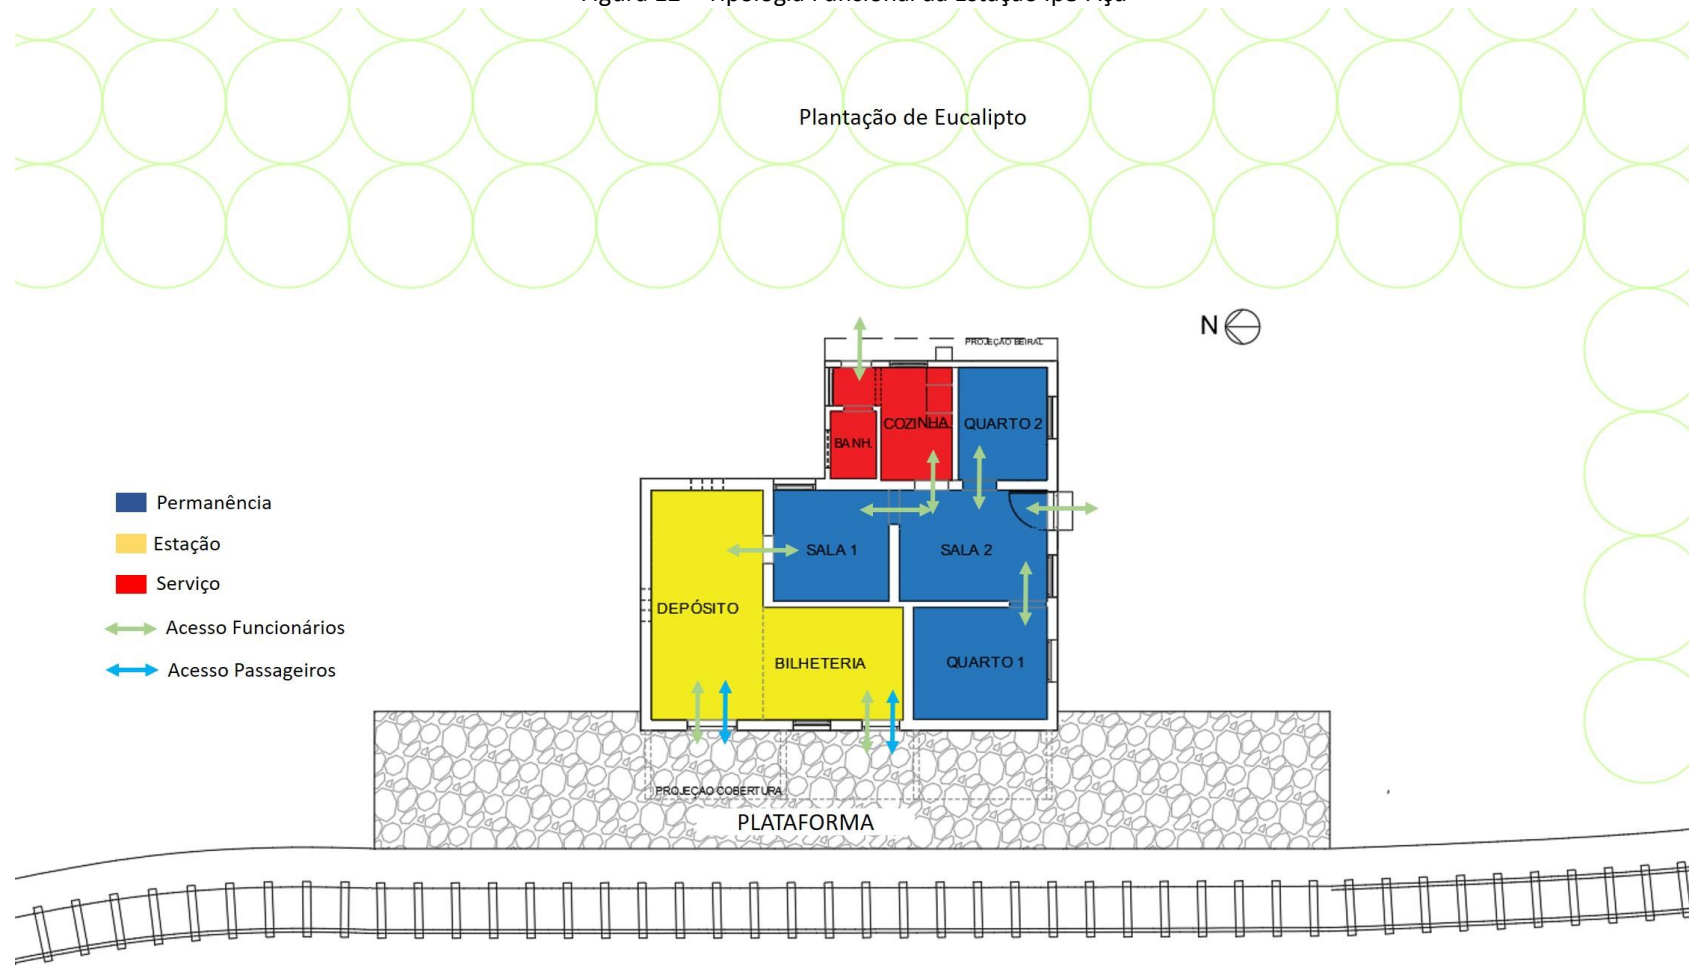 Plantação de Eucalipto
N
PROJEÇÃO BEIRAL
COZINHA
QUARTO 2
BANH.
Permanência
Estação
Serviço
Acesso Funcionários
Acesso Passageiros
SALA 1
SALA 2
DEPÓSITO
BILHETERIA
QUARTO 1
PROJEÇÃO COBERTURA
PLATAFORMA